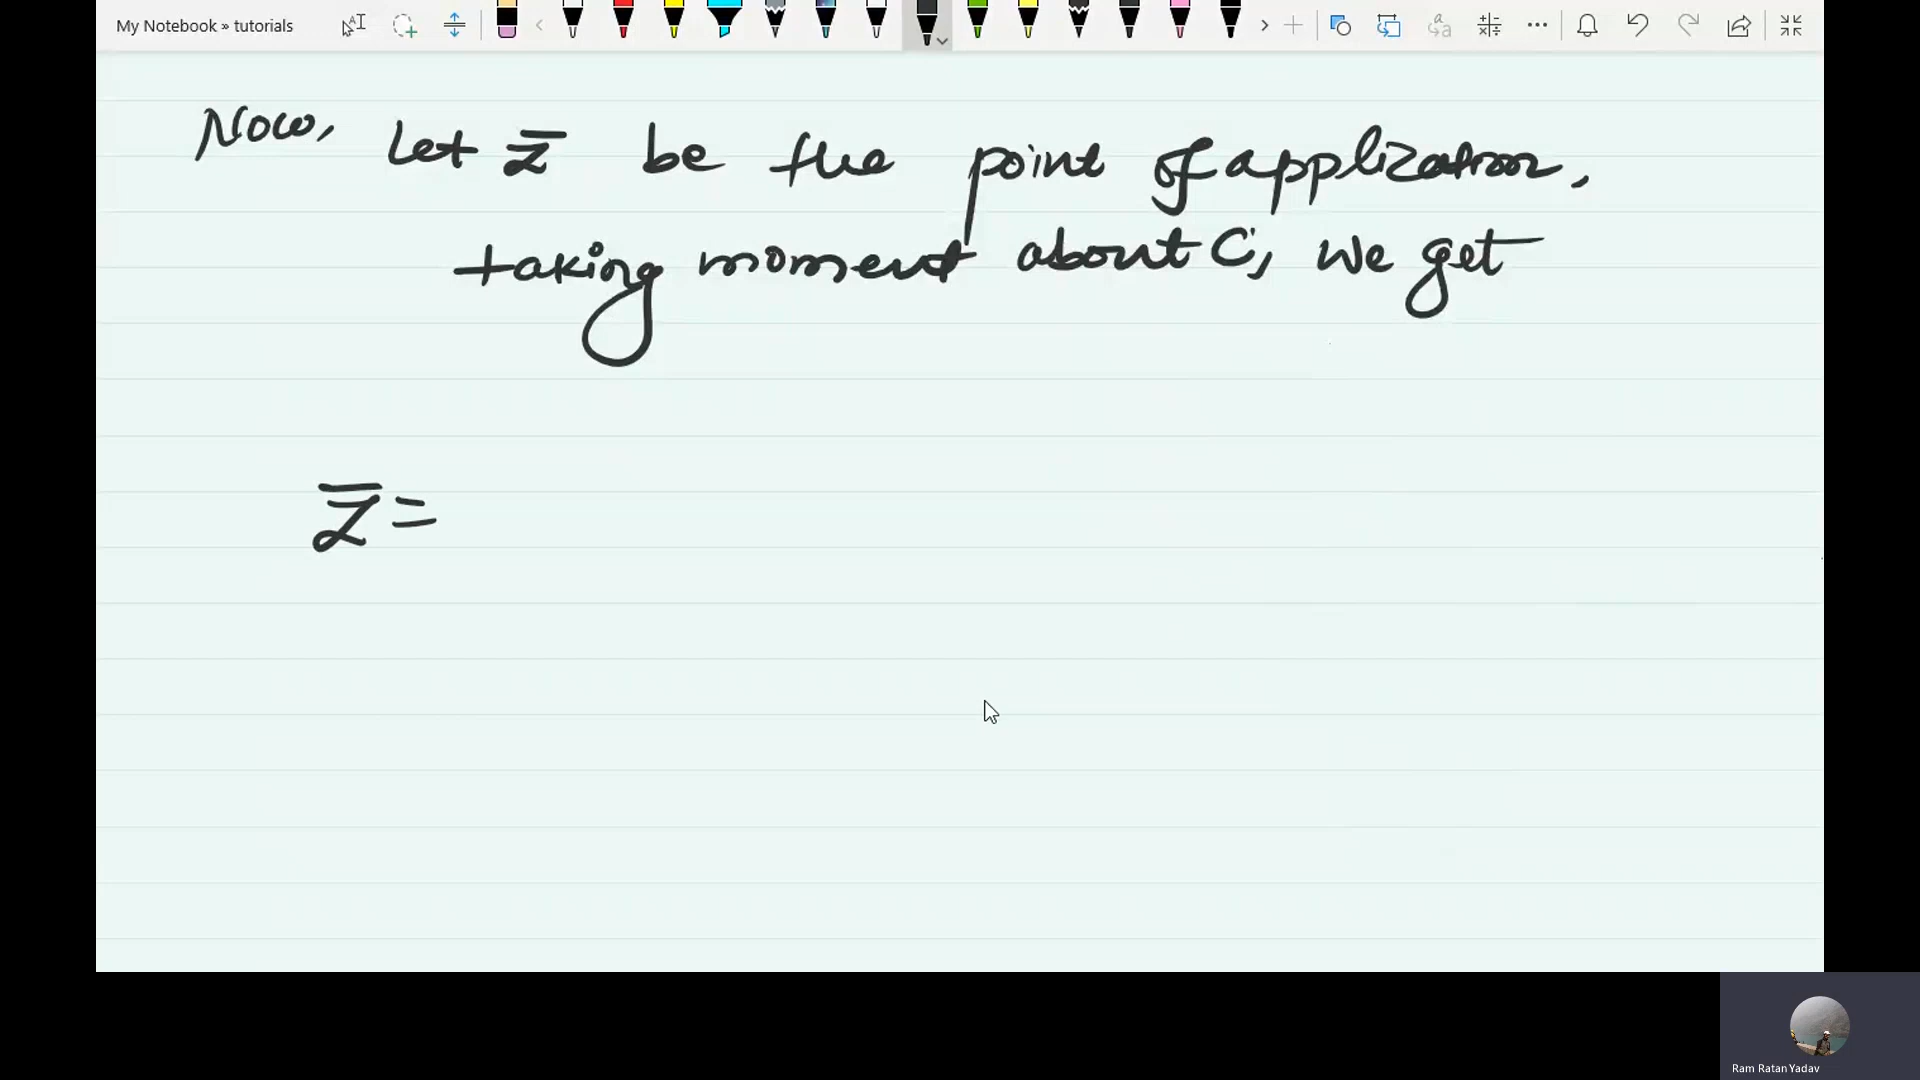 My Notebook » tutorials
Now, Let z̅ be the point of application,
taking moment about C, we get
z̅ =
Ram Ratan Yadav